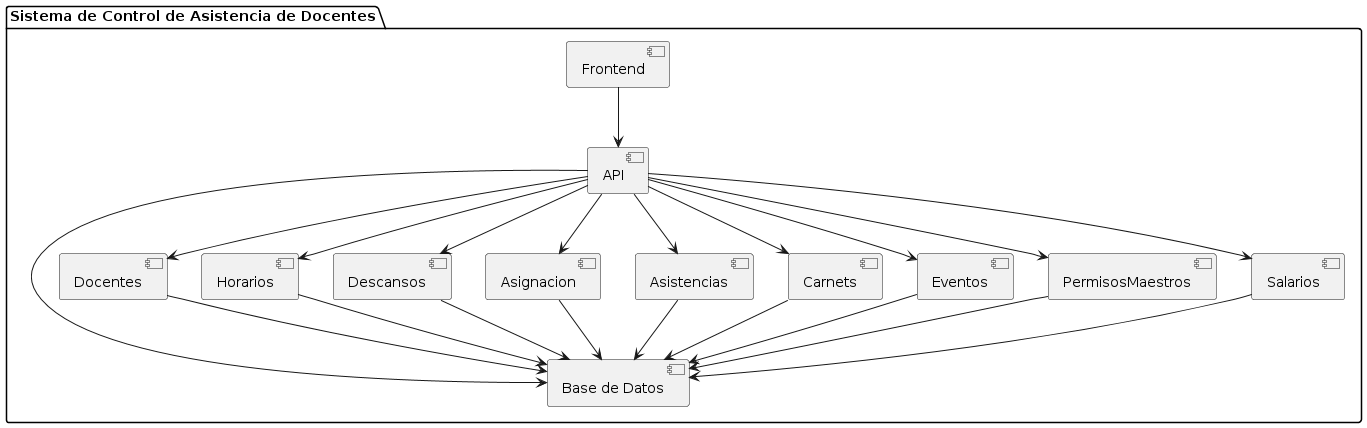 Sistema de Control de Asistencia de Docentes
Frontend
API
Docentes
Horarios
Descansos
Asignacion
Asistencias
Carnets
Eventos
PermisosMaestros
Salarios
Base de Datos